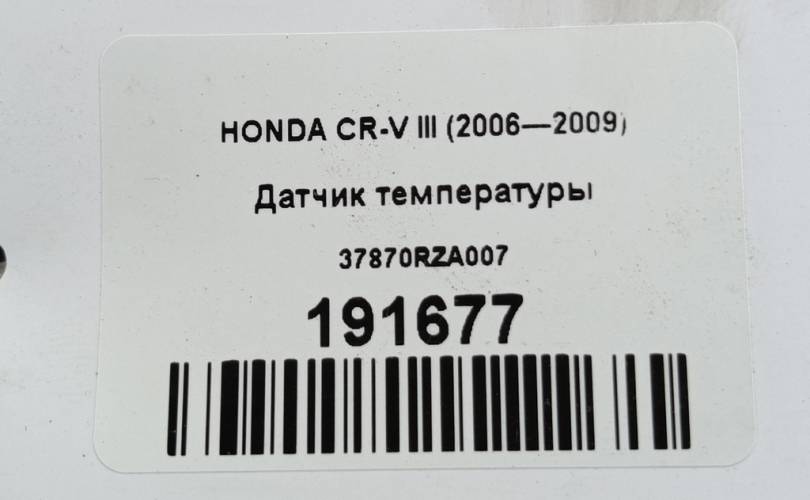 HONDA CR-V III (2006—2009)
Датчик температуры
37870RZA007
191677